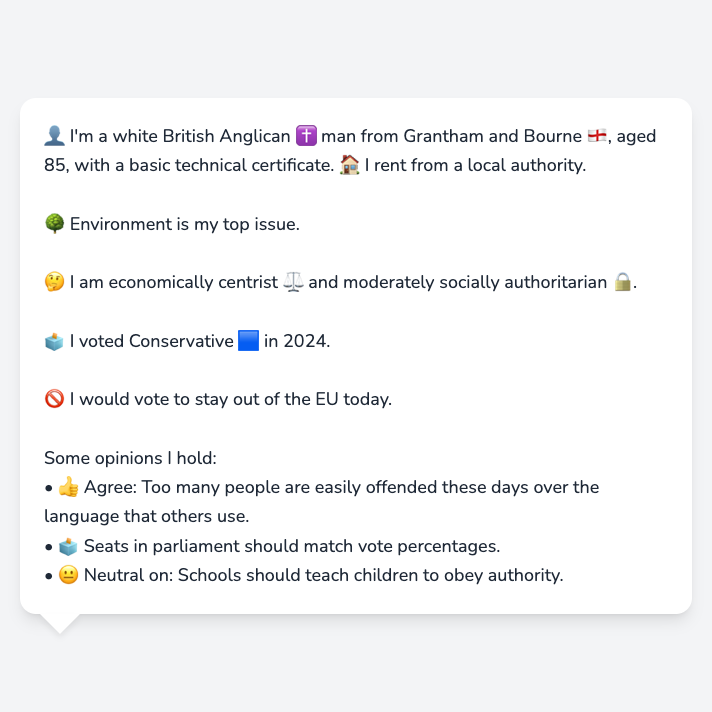 👤 I'm a white British Anglican ✝️ man from Grantham and Bourne 🏴󠁧󠁢󠁥󠁮󠁧󠁿, aged
85, with a basic technical certificate. 🏠 I rent from a local authority.
🌳 Environment is my top issue.
🤔 I am economically centrist ⚖️ and moderately socially authoritarian 🔒.
🗳️ I voted Conservative 🟦 in 2024.
🚫 I would vote to stay out of the EU today.
Some opinions I hold:
• 👍 Agree: Too many people are easily offended these days over the
language that others use.
• 🗳️ Seats in parliament should match vote percentages.
• 😐 Neutral on: Schools should teach children to obey authority.